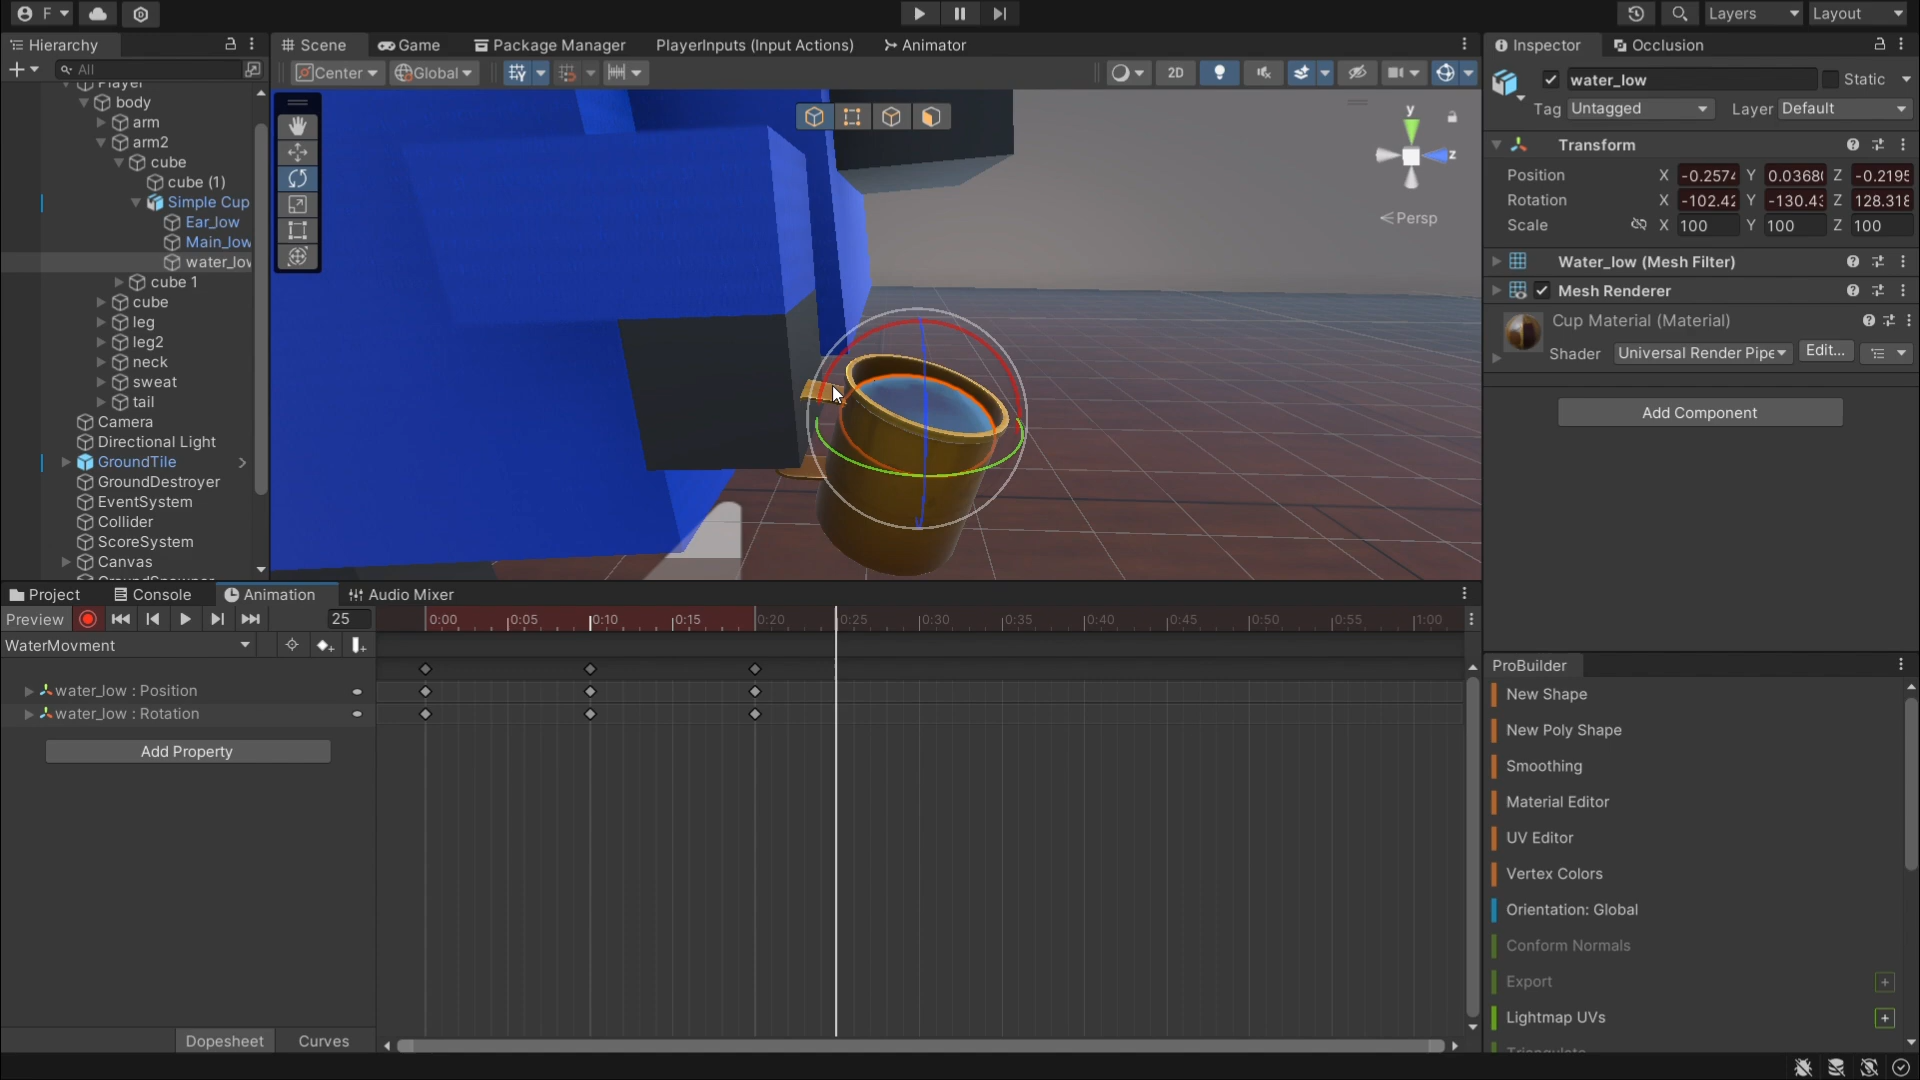 F
Layers
Layout
Hierarchy
Scene
Game
Package Manager
PlayerInputs (Input Actions)
Animator
Inspector
Occlusion
All
Center
Global
2D
water_low
Static
Tag
Untagged
Layer
Default
Player
body
arm
arm2
cube
cube (1)
Simple Cup
Ear_low
Main_low
water_low
cube 1
cube
leg
leg2
neck
sweat
tail
Camera
Directional Light
GroundTile
GroundDestroyer
EventSystem
Collider
ScoreSystem
Canvas
y
z
Persp
Transform
Position
X
-0.2574
Y
0.0368
Z
-0.2195
Rotation
X
-102.42
Y
-130.43
Z
128.318
Scale
X
100
Y
100
Z
100
Water_low (Mesh Filter)
Mesh Renderer
Cup Material (Material)
Shader
Universal Render Pipe
Edit...
Add Component
Project
Console
Animation
Audio Mixer
Preview
25
0:00
0:05
0:10
0:15
0:20
0:25
0:30
0:35
0:40
0:45
0:50
0:55
1:00
WaterMovment
water_low : Position
water_low : Rotation
Add Property
Dopesheet
Curves
ProBuilder
New Shape
New Poly Shape
Smoothing
Material Editor
UV Editor
Vertex Colors
Orientation: Global
Conform Normals
Export
Lightmap UVs